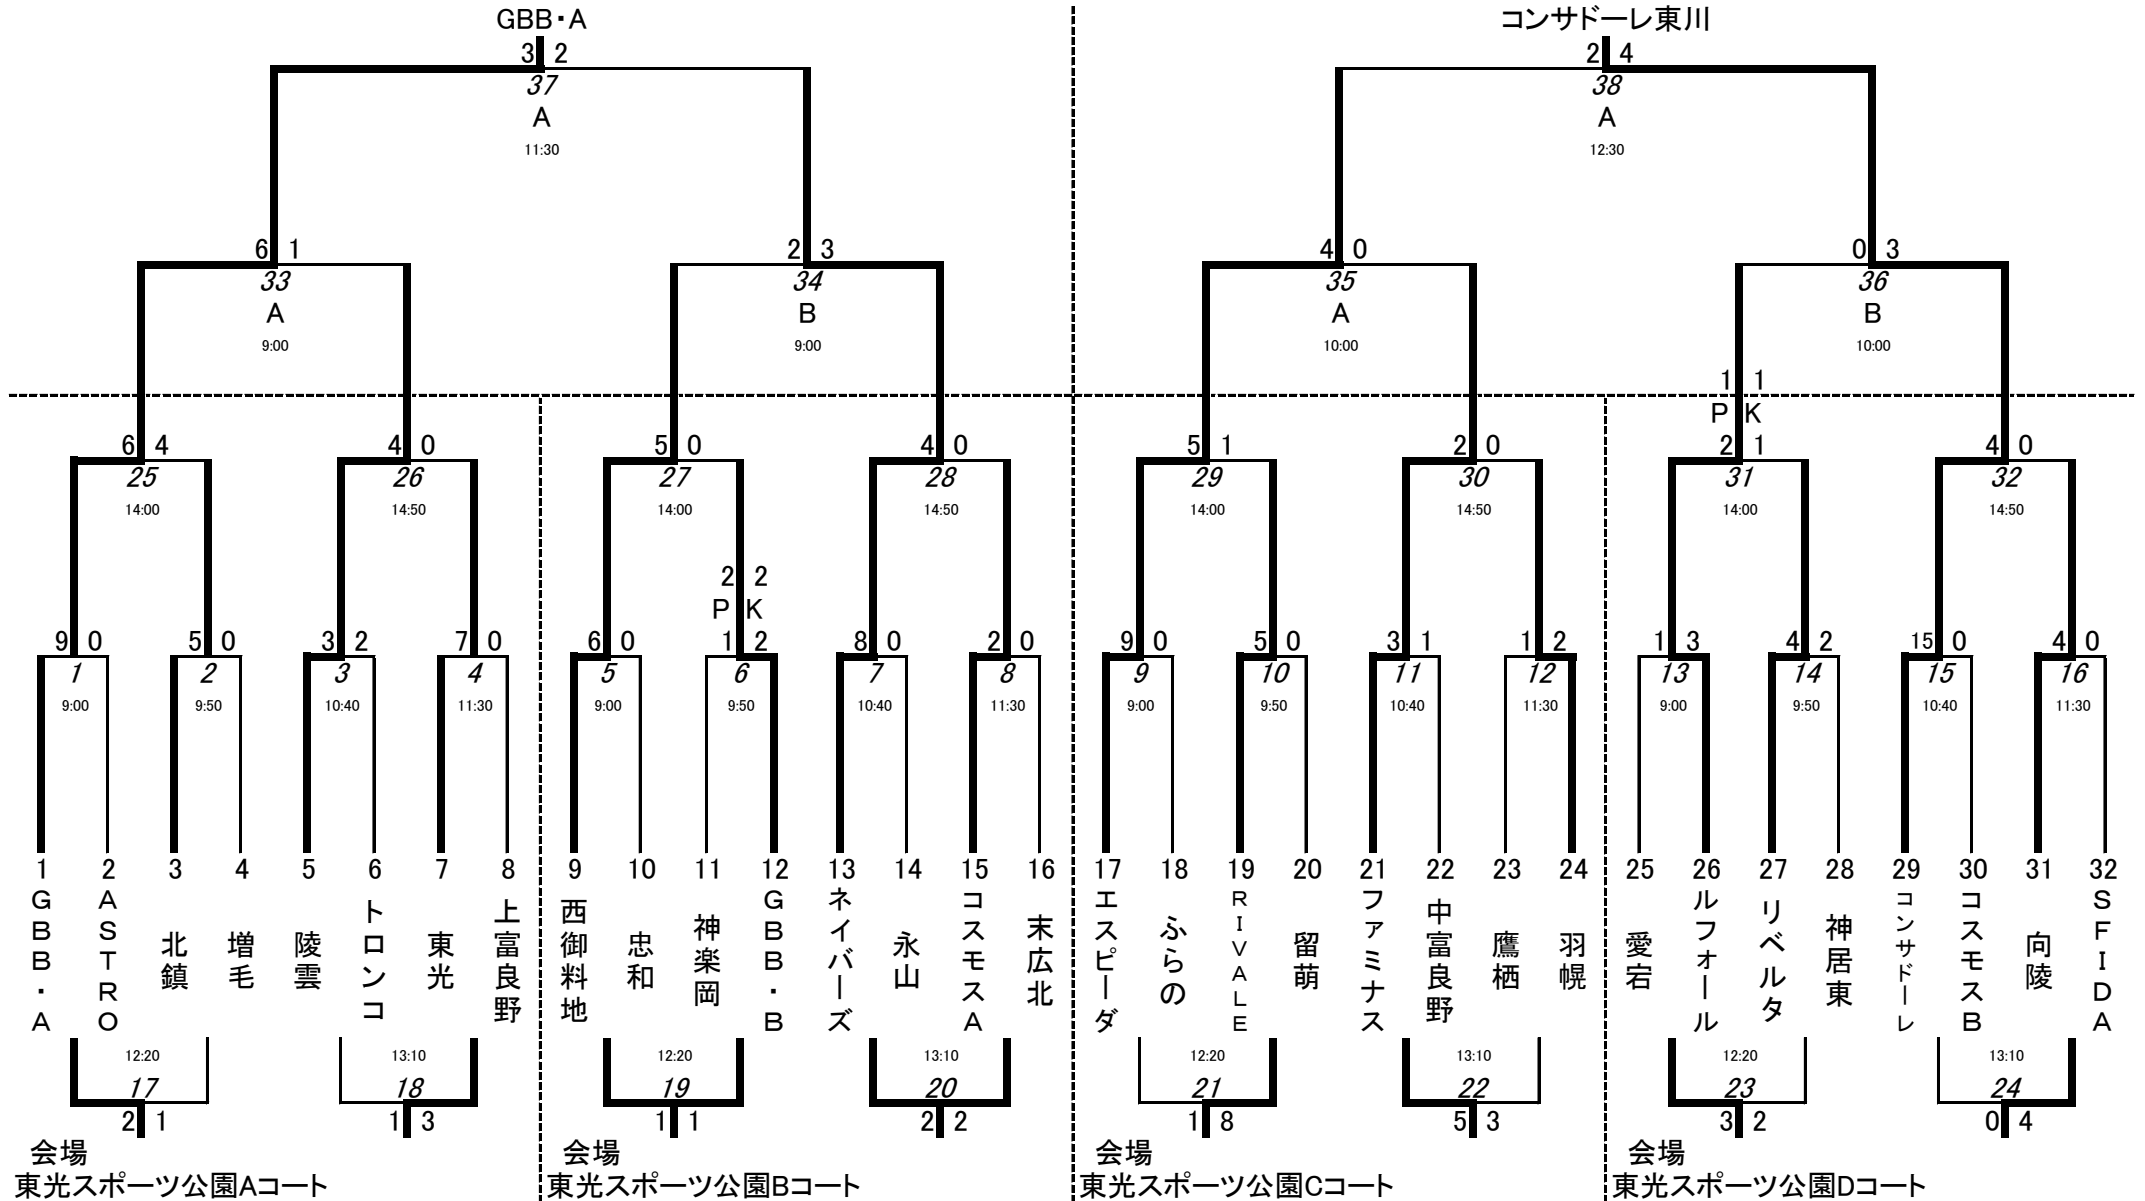 GBB・A
コンサドーレ東川
3 2
2 4
37
38
A
A
11:30
12:30
6 1
2 3
4 0
0 3
33
34
35
36
A
B
A
B
9:00
9:00
10:00
10:00
1 1
PK
6 4
4 0
5 0
4 0
5 1
2 0
2 1
4 0
25
26
27
28
29
30
31
32
14:00
14:50
14:00
14:50
14:00
14:50
14:00
14:50
2 2
PK
9 0
5 0
3 2
7 0
6 0
1 2
8 0
2 0
9 0
5 0
3 1
1 2
1 3
4 2
15 0
4 0
1
2
3
4
5
6
7
8
9
10
11
12
13
14
15
16
9:00
9:50
10:40
11:30
9:00
9:50
10:40
11:30
9:00
9:50
10:40
11:30
9:00
9:50
10:40
11:30
1
2
3
4
5
6
7
8
9
10
11
12
13
14
15
16
17
18
19
20
21
22
23
24
25
26
27
28
29
30
31
32
GBB・A
ASTRO
北鎮
増毛
陵雲
トロンコ
東光
上富良野
西御料地
忠和
神楽岡
GBB・B
ネイバーズ
永山
コスモスA
末広北
エスピーダ
ふらの
RIVALE
留萌
ファミナス
中富良野
鷹栖
羽幌
愛宕
ルフォール
リベルタ
神居東
コンサドーレ
コスモスB
向陵
SFIDA
12:20
13:10
12:20
13:10
12:20
13:10
12:20
13:10
17
18
19
20
21
22
23
24
2 1
1 3
1 1
2 2
1 8
5 3
3 2
0 4
会場
会場
会場
会場
東光スポーツ公園Aコート
東光スポーツ公園Bコート
東光スポーツ公園Cコート
東光スポーツ公園Dコート